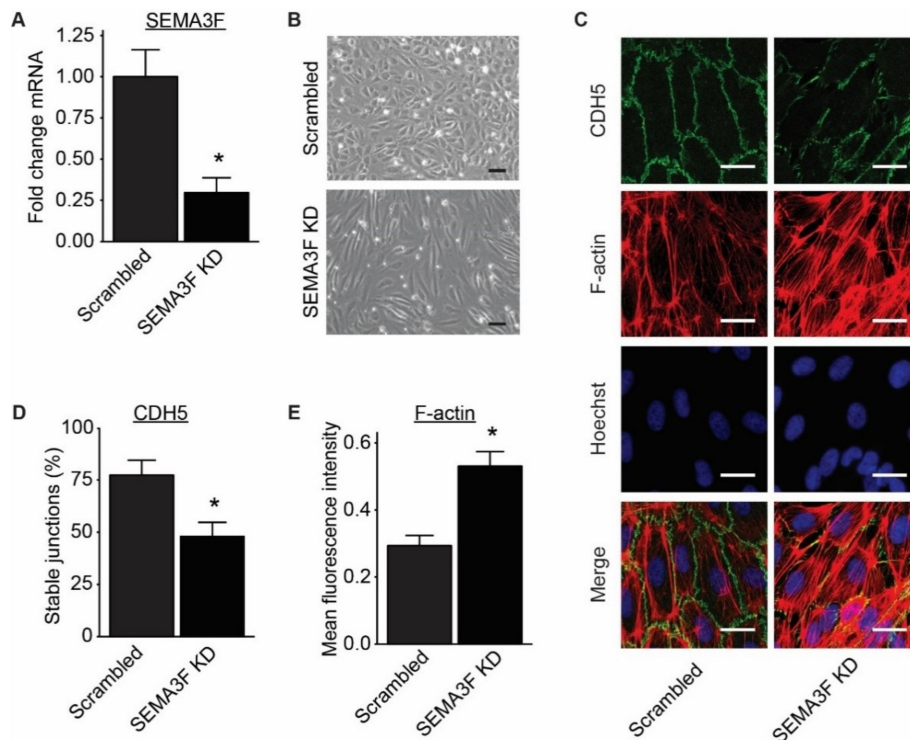 A
SEMA3F
Fold change mRNA
1.25
1.00
0.75
0.50
0.25
0.00
*
Scrambled
SEMA3F KD
B
Scrambled
SEMA3F KD
C
CDH5
F-actin
Hoechst
Merge
Scrambled
SEMA3F KD
D
CDH5
Stable junctions (%)
100
75
50
25
0
*
Scrambled
SEMA3F KD
E
F-actin
Mean fluorescence intensity
0.6
0.4
0.2
0.0
*
Scrambled
SEMA3F KD